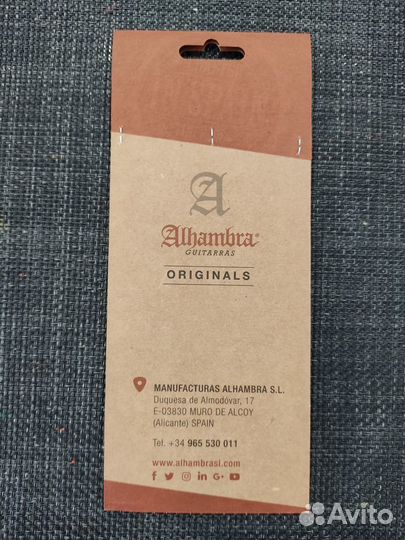 A
Alhambra®
GUITARRAS
ORIGINALS
MANUFACTURAS ALHAMBRA S.L.
Duquesa de Almodóvar, 17
E-03830 MURO DE ALCOY
(Alicante) SPAIN
Tel. +34 965 530 011
www.alhambrasl.com
f in G+
Avito